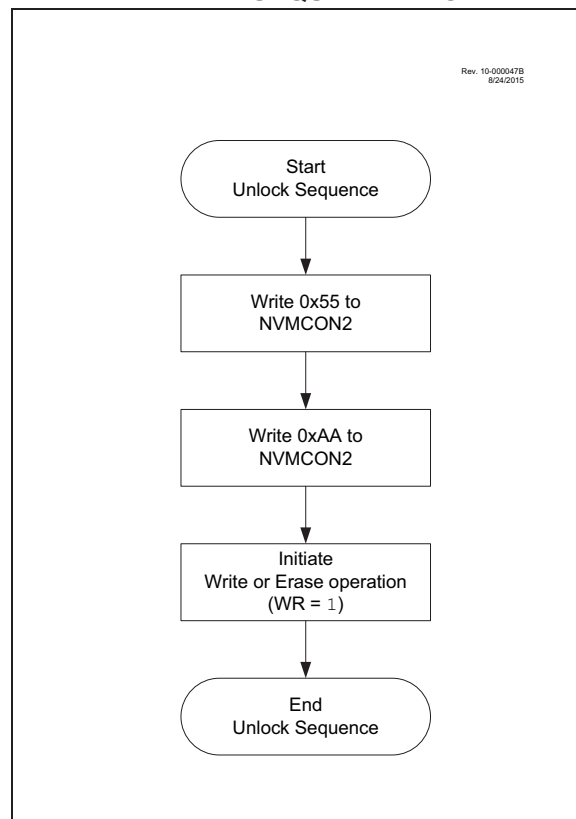 Rev. 10-000047B
8/24/2015
Start
Unlock Sequence
Write 0x55 to
NVMCON2
Write 0xAA to
NVMCON2
Initiate
Write or Erase operation
(WR = 1)
End
Unlock Sequence